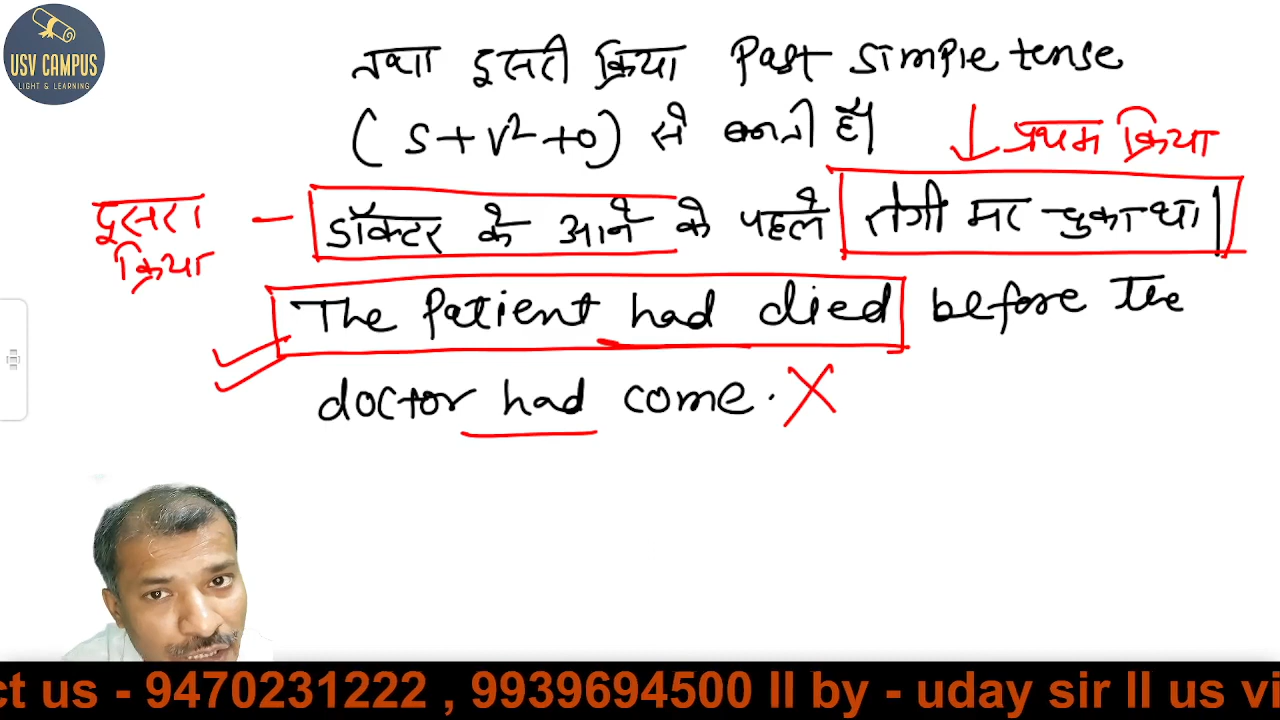 USV CAMPUS
LIGHT & LEARNING
तथा दूसरी क्रिया Past simple tense
(S+V²+O) से बनती है।
प्रथम क्रिया
दूसरा - डॉक्टर के आने के पहले रोगी मर चुका था।
क्रिया
The Patient had died before the
doctor had come. X
ct us - 9470231222 , 9939694500 ll by - uday sir ll us vi